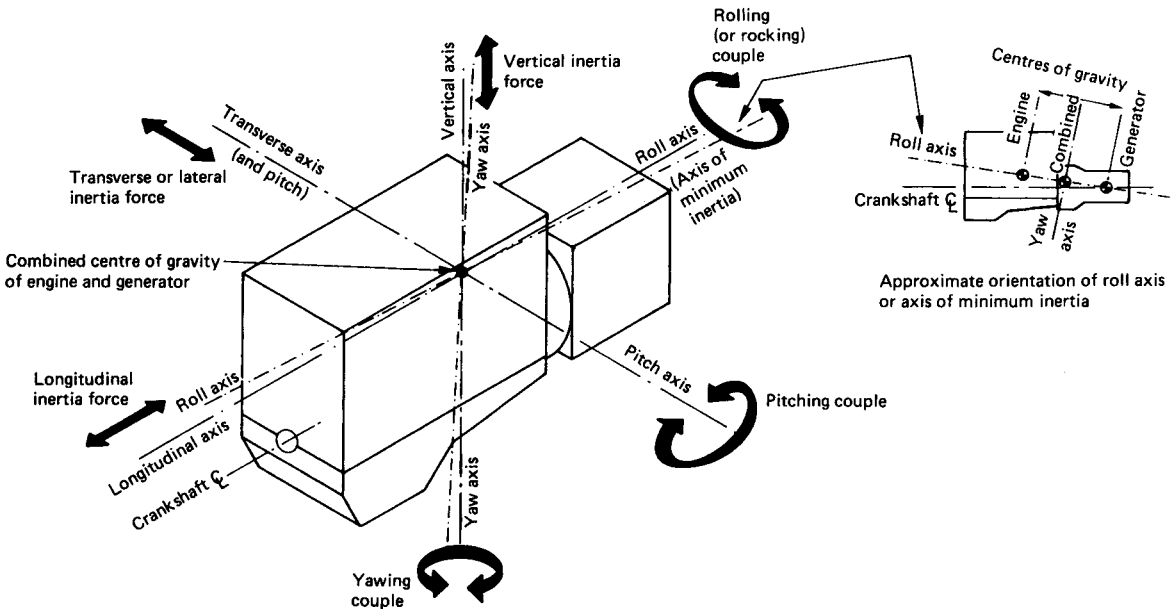 Rolling
(or rocking)
couple
Vertical axis
Vertical inertia
force
Yaw axis
Transverse axis
(and pitch)
Transverse or lateral
inertia force
Roll axis
(Axis of
minimum
inertia)
Combined centre of gravity
of engine and generator
Longitudinal
inertia force
Roll axis
Longitudinal axis
Crankshaft ℄
Pitch axis
Pitching couple
Yaw axis
Yawing
couple
Centres of gravity
Engine
Combined
Generator
Roll axis
Crankshaft ℄
Yaw
axis
Approximate orientation of roll axis
or axis of minimum inertia